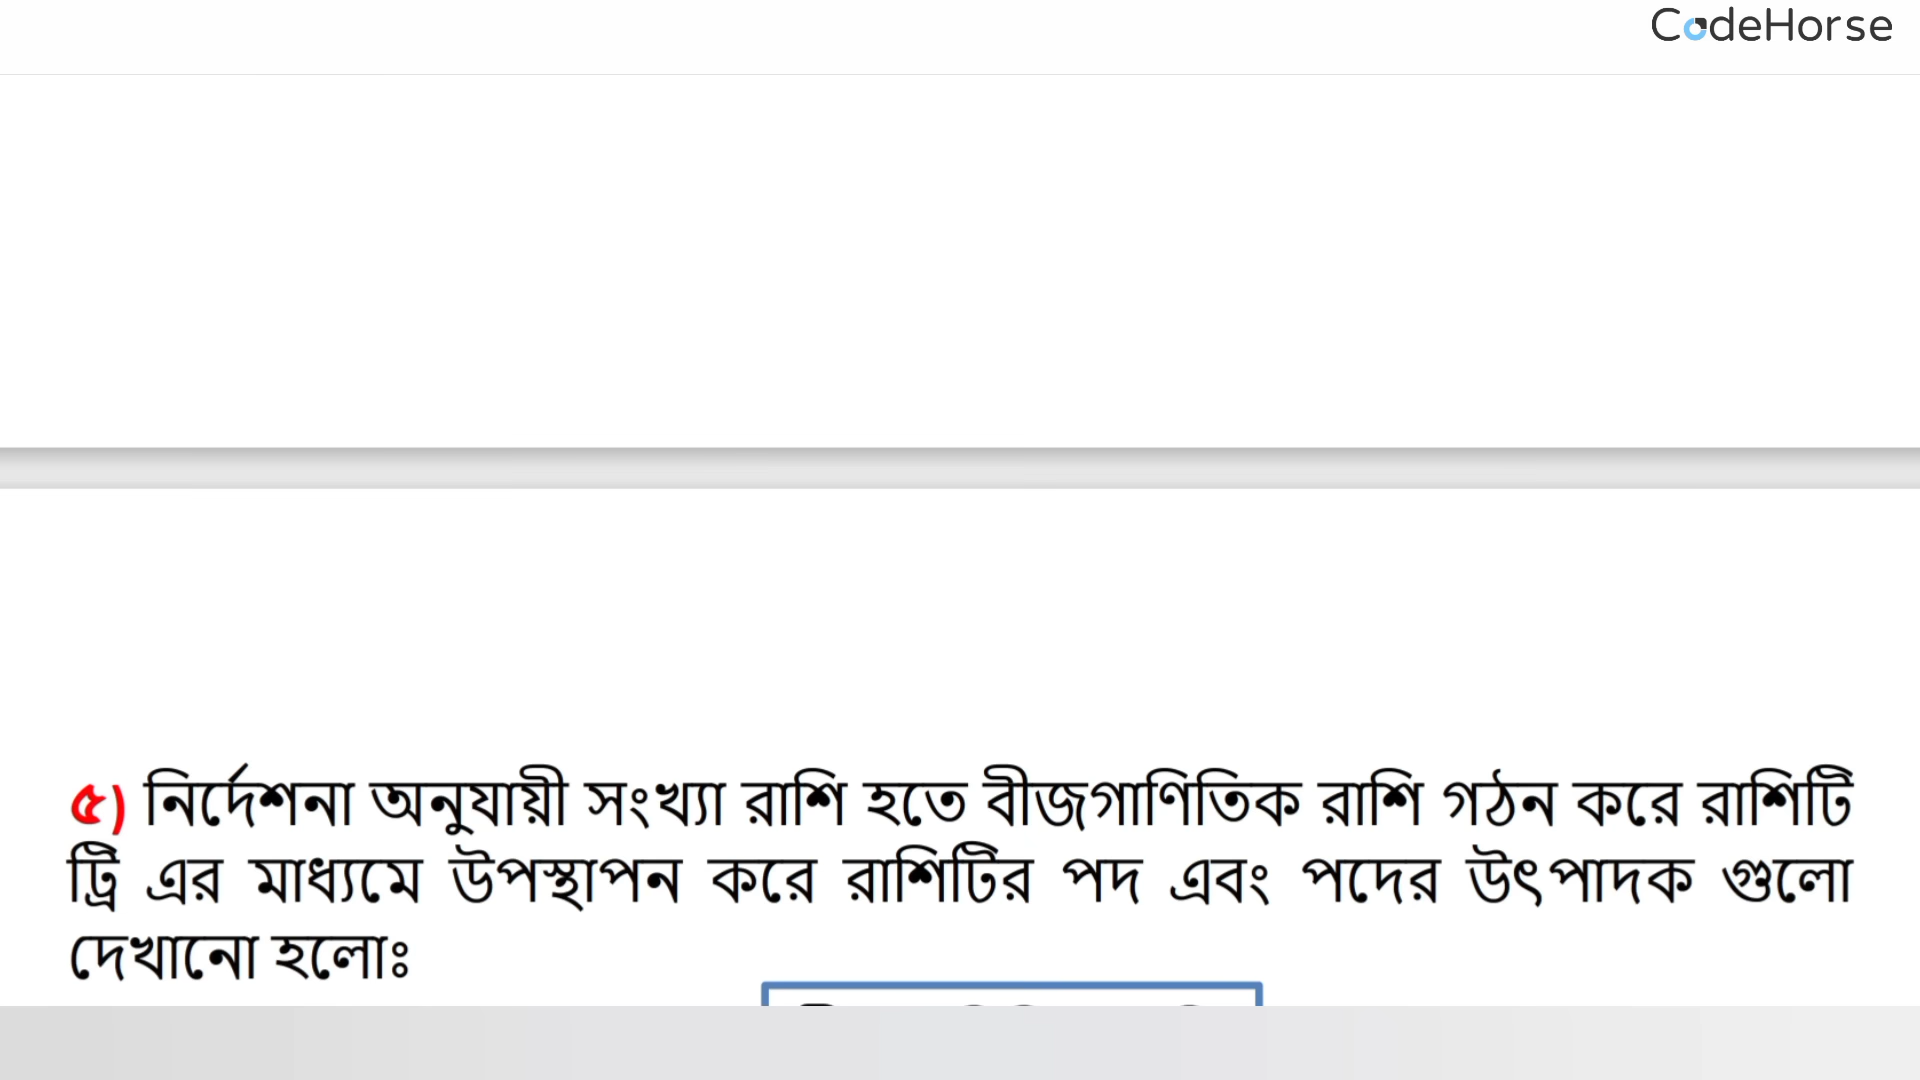 CodeHorse
৫) নির্দেশনা অনুযায়ী সংখ্যা রাশি হতে বীজগাণিতিক রাশি গঠন করে রাশিটি
ট্রি এর মাধ্যমে উপস্থাপন করে রাশিটির পদ এবং পদের উৎপাদক গুলো
দেখানো হলোঃ